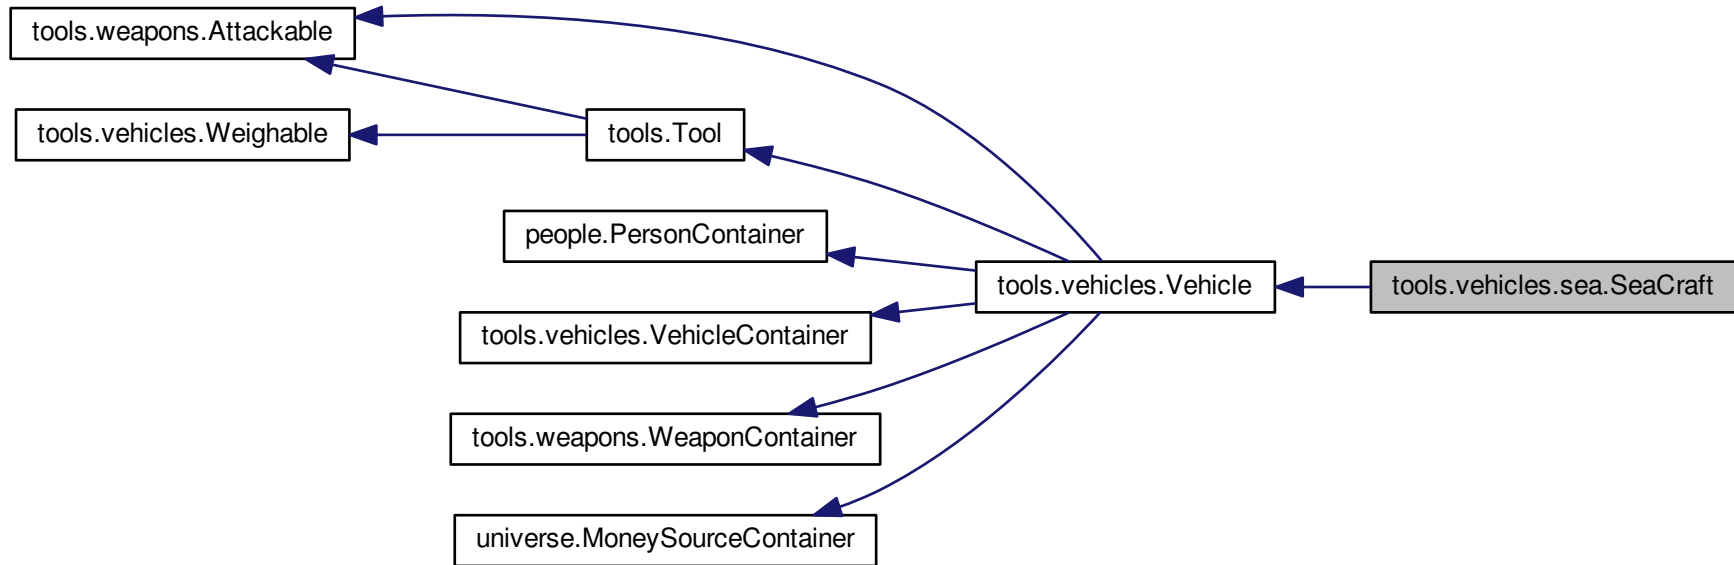 tools.weapons.Attackable
tools.vehicles.Weighable
tools.Tool
people.PersonContainer
tools.vehicles.Vehicle
tools.vehicles.sea.SeaCraft
tools.vehicles.VehicleContainer
tools.weapons.WeaponContainer
universe.MoneySourceContainer